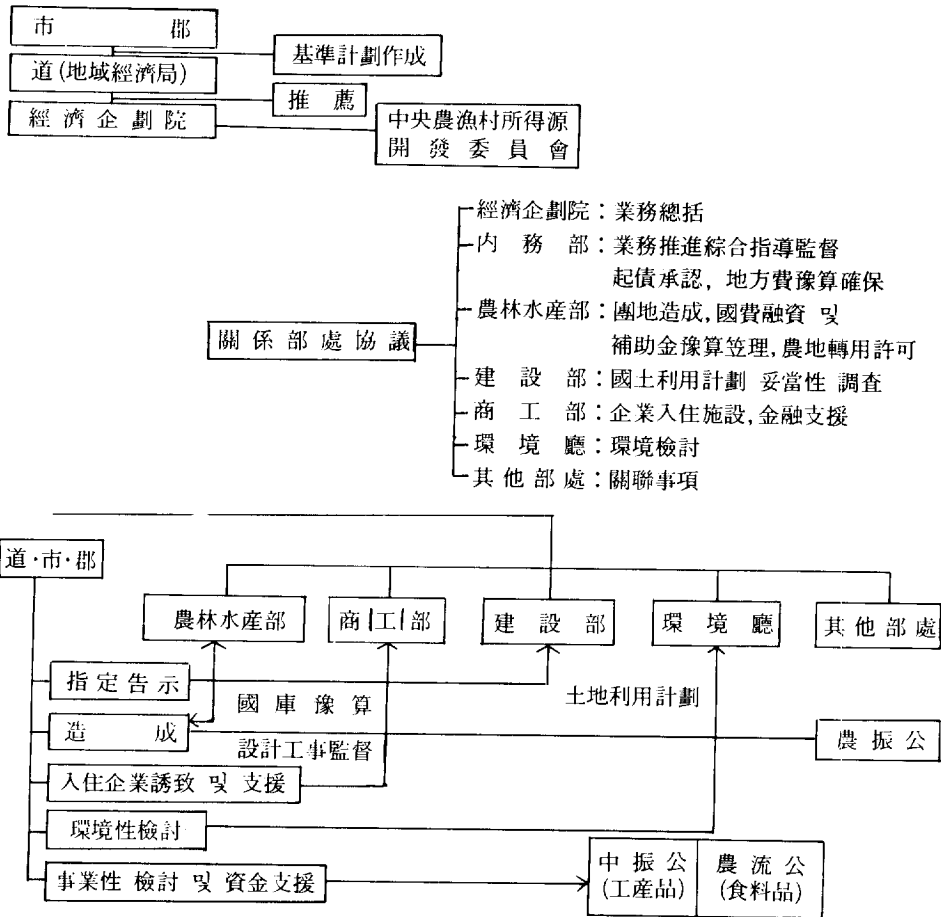 市 郡
基準計劃作成
道(地域經濟局)
推薦
經濟企劃院
中央農漁村所得源
開發委員會
經濟企劃院 : 業務總括
內務部 : 業務推進綜合指導監督
起債承認, 地方費豫算確保
農林水產部 : 團地造成, 國費融資 및
補助金豫算笠理, 農地轉用許可
關係部處協議
建設部 : 國土利用計劃 妥當性 調査
商工部 : 企業入住施設, 金融支援
環境廳 : 環境檢討
其他部處 : 關聯事項
道·市·郡
農林水産部
商工部
建設部
環境廳
其他部處
指定告示
國庫豫算
土地利用計劃
造成
設計工事監督
農振公
入住企業誘致 및 支援
環境性檢討
事業性 檢討 및 資金支援
中振公
(工産品)
農流公
(食料品)